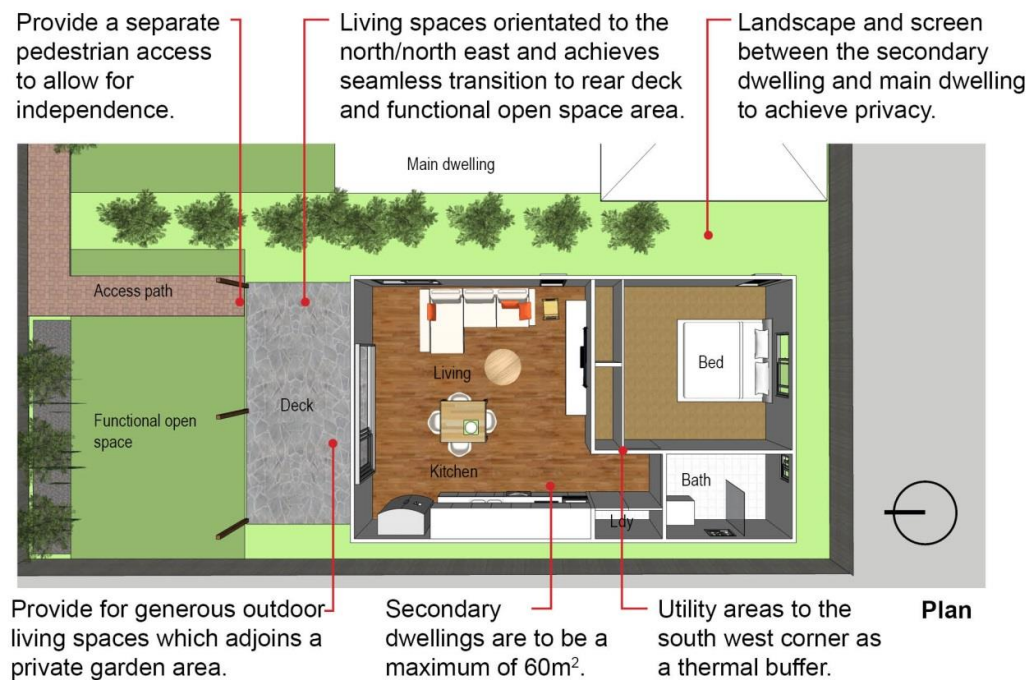 Provide a separate
pedestrian access
to allow for
independence.
Living spaces orientated to the
north/north east and achieves
seamless transition to rear deck
and functional open space area.
Landscape and screen
between the secondary
dwelling and main dwelling
to achieve privacy.
Main dwelling
Access path
Living
Bed
Deck
Functional open
space
Kitchen
Bath
Ldy
Provide for generous outdoor
living spaces which adjoins a
private garden area.
Secondary
dwellings are to be a
maximum of 60m².
Utility areas to the
south west corner as
a thermal buffer.
Plan